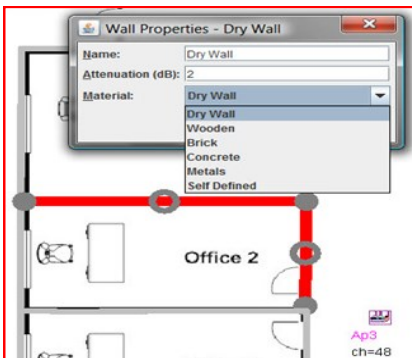 Wall Properties - Dry Wall
Name: Dry Wall
Attenuation (dB): 2
Material: Dry Wall
Dry Wall
Wooden
Brick
Concrete
Metals
Self Defined
Office 2
Ap3
ch=48